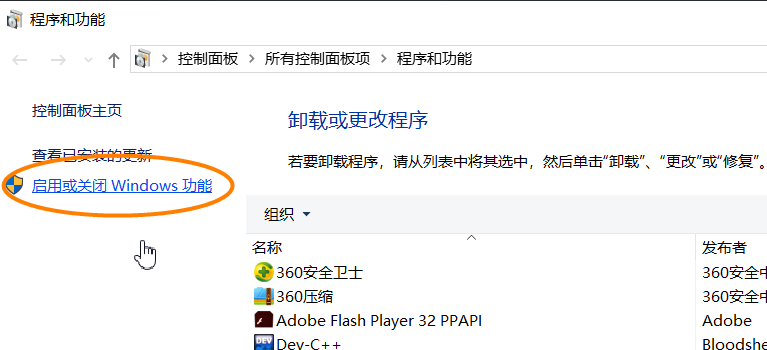 程序和功能
控制面板 > 所有控制面板项 > 程序和功能
控制面板主页
查看已安装的更新
启用或关闭 Windows 功能
卸载或更改程序
若要卸载程序，请从列表中将其选中，然后单击“卸载”、“更改”或“修复”。
组织
名称 发布者
360安全卫士 360安全中
360压缩 360安全中
Adobe Flash Player 32 PPAPI Adobe
DEV Dev-C++ Bloodshe